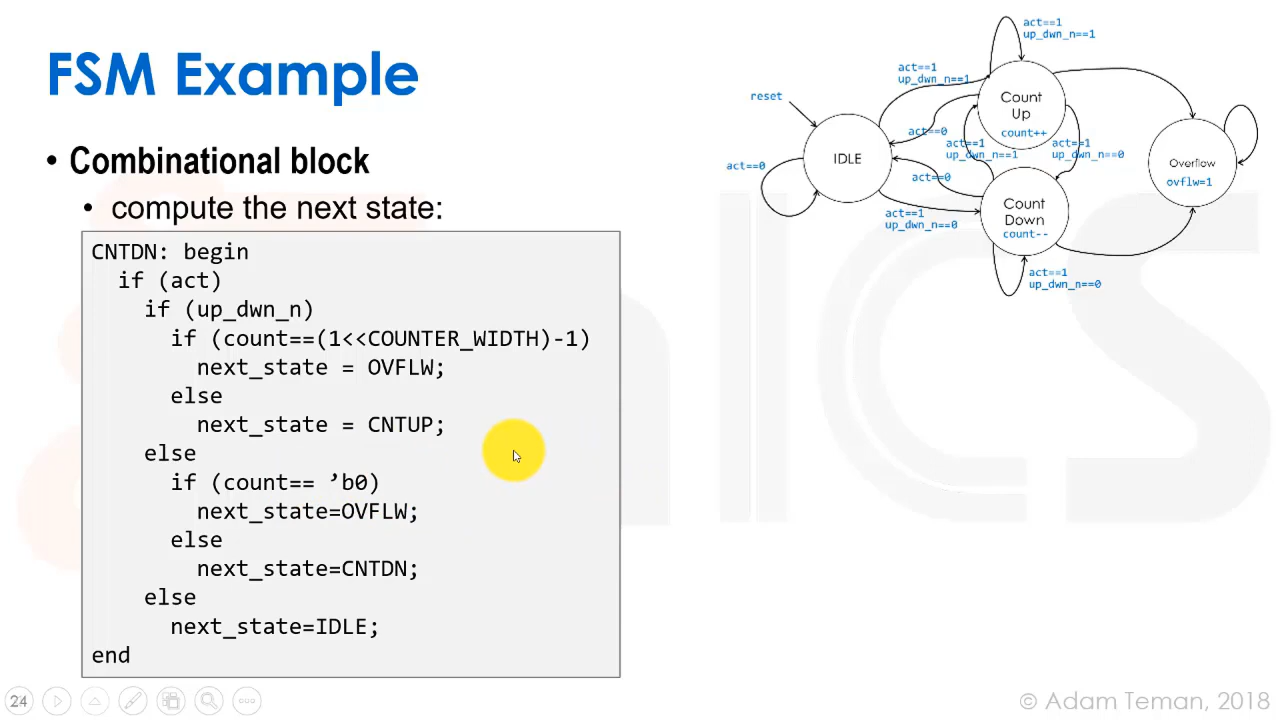 FSM Example
• Combinational block
• compute the next state:
CNTDN: begin
if (act)
if (up_dwn_n)
if (count==(1<<COUNTER_WIDTH)-1)
next_state = OVFLW;
else
next_state = CNTUP;
else
if (count== ’b0)
next_state=OVFLW;
else
next_state=CNTDN;
else
next_state=IDLE;
end
act==1
up_dwn_n==1
act==1
up_dwn_n==1
reset
Count
Up
count++
act==0
act==1
up_dwn_n==1
act==1
up_dwn_n==0
IDLE
act==0
act==0
Overflow
ovflw=1
act==1
up_dwn_n==0
Count
Down
count--
act==1
up_dwn_n==0
24
© Adam Teman, 2018